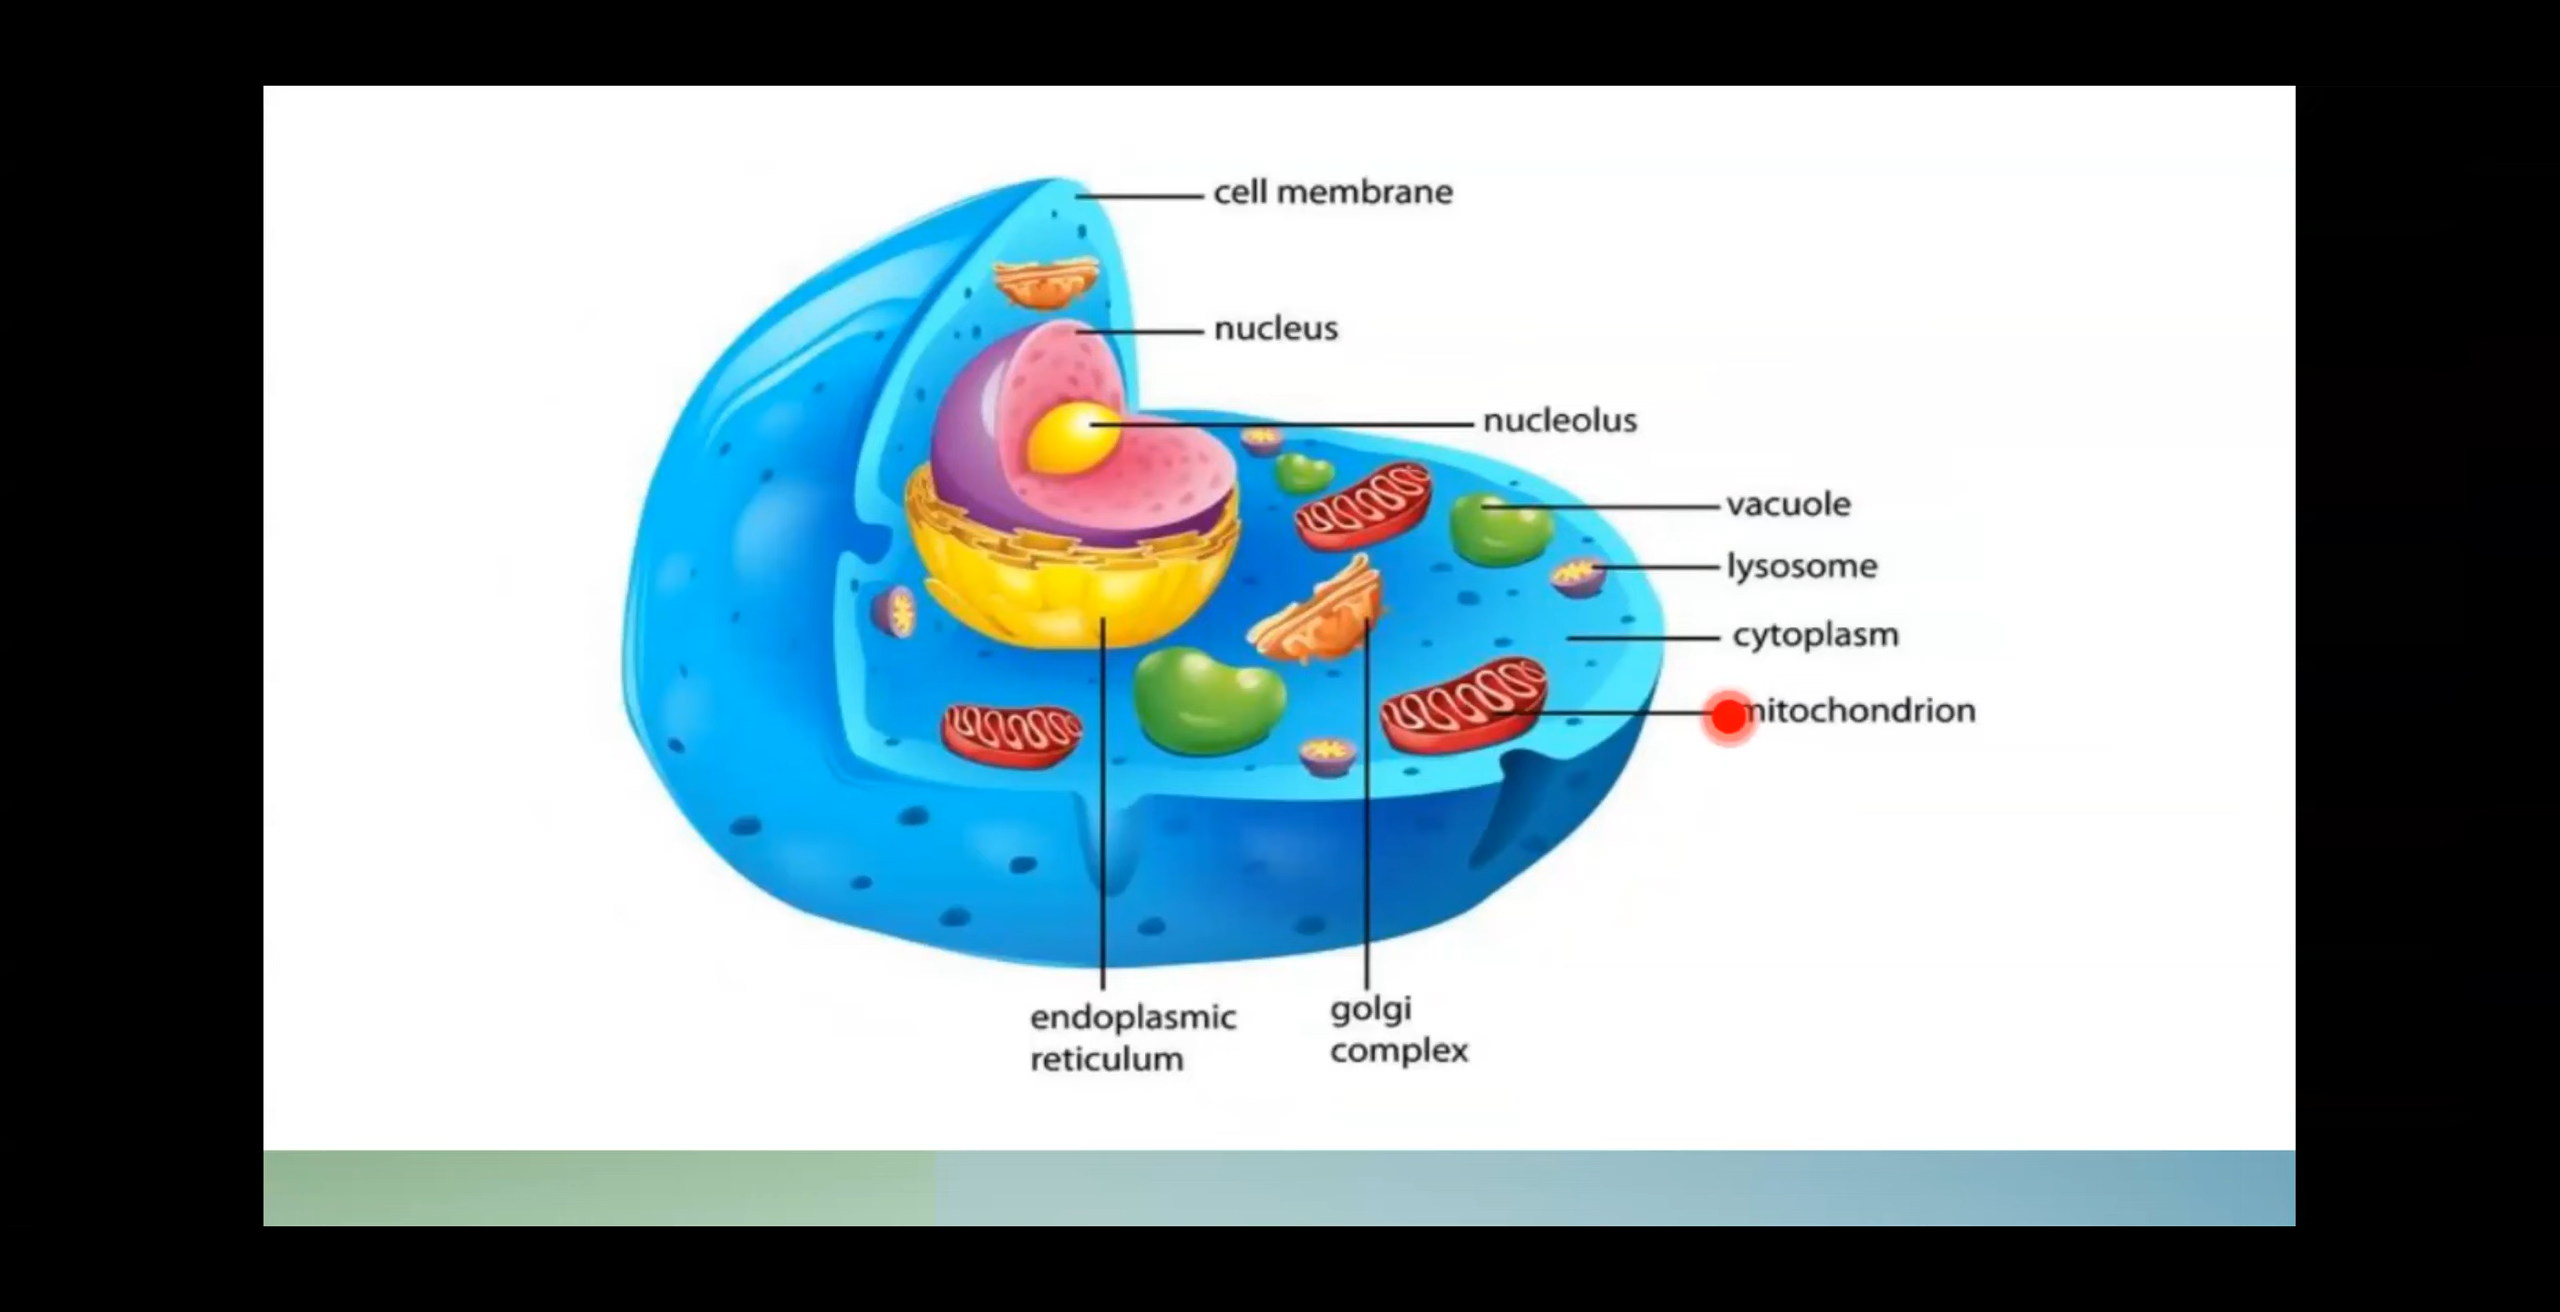 cell membrane
nucleus
nucleolus
vacuole
lysosome
cytoplasm
mitochondrion
endoplasmic
reticulum
golgi
complex